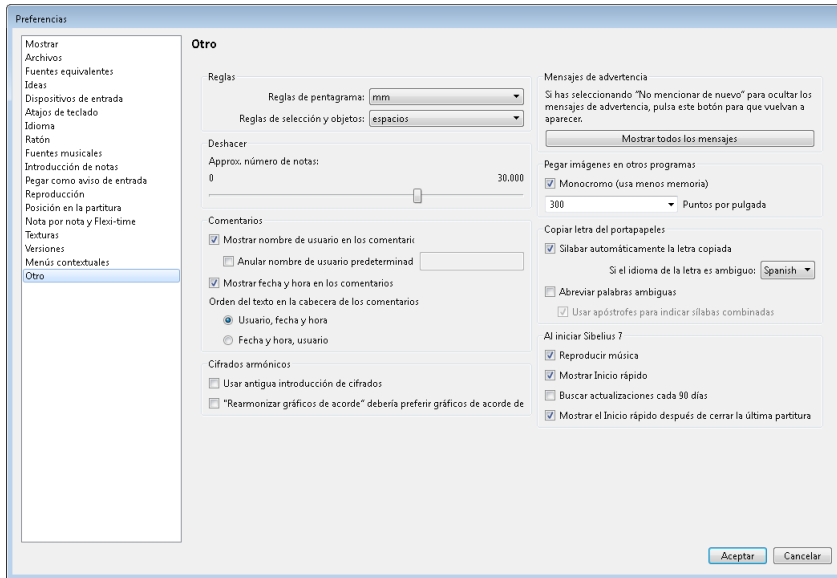 Preferencias
Mostrar
Archivos
Fuentes equivalentes
Ideas
Dispositivos de entrada
Atajos de teclado
Idioma
Ratón
Fuentes musicales
Introducción de notas
Pegar como aviso de entrada
Reproducción
Posición en la partitura
Nota por nota y Flexi-time
Texturas
Versiones
Menús contextuales
Otro
Otro
Reglas
Reglas de pentagrama: mm
Reglas de selección y objetos: espacios
Deshacer
Approx. número de notas:
0 30.000
Comentarios
Mostrar nombre de usuario en los comentaric
Anular nombre de usuario predeterminad
Mostrar fecha y hora en los comentarios
Orden del texto en la cabecera de los comentarios
Usuario, fecha y hora
Fecha y hora, usuario
Cifrados armónicos
Usar antigua introducción de cifrados
"Rearmonizar gráficos de acorde" debería preferir gráficos de acorde de
Mensajes de advertencia
Si has seleccionando "No mencionar de nuevo" para ocultar los
mensajes de advertencia, pulsa este botón para que vuelvan a
aparecer.
Mostrar todos los mensajes
Pegar imágenes en otros programas
Monocromo (usa menos memoria)
300 Puntos por pulgada
Copiar letra del portapapeles
Silabar automáticamente la letra copiada
Si el idioma de la letra es ambiguo: Spanish
Abreviar palabras ambiguas
Usar apóstrofes para indicar sílabas combinadas
Al iniciar Sibelius 7
Reproducir música
Mostrar Inicio rápido
Buscar actualizaciones cada 90 días
Mostrar el Inicio rápido después de cerrar la última partitura
Aceptar Cancelar